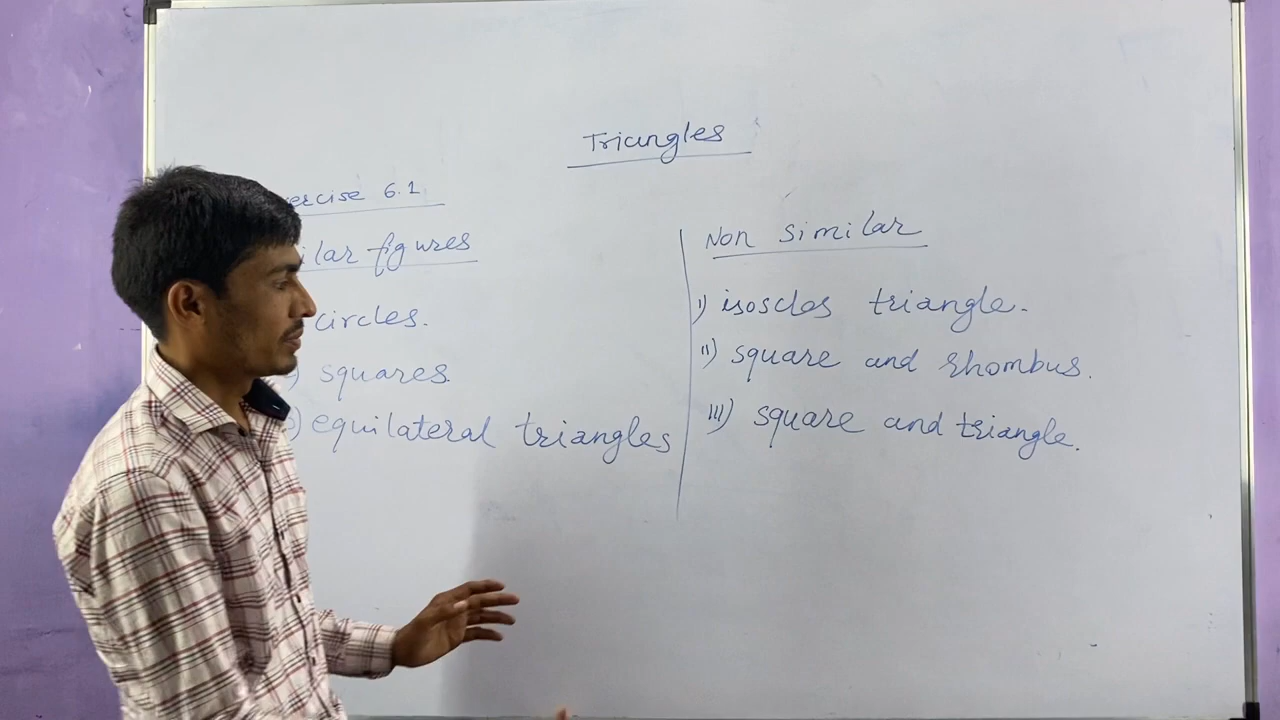 Triangles
ercise 6.1
ilar figures
circles.
) squares.
) equilateral triangles
Non Similar
i) isoscles triangle.
ii) square and rhombus.
iii) square and triangle.